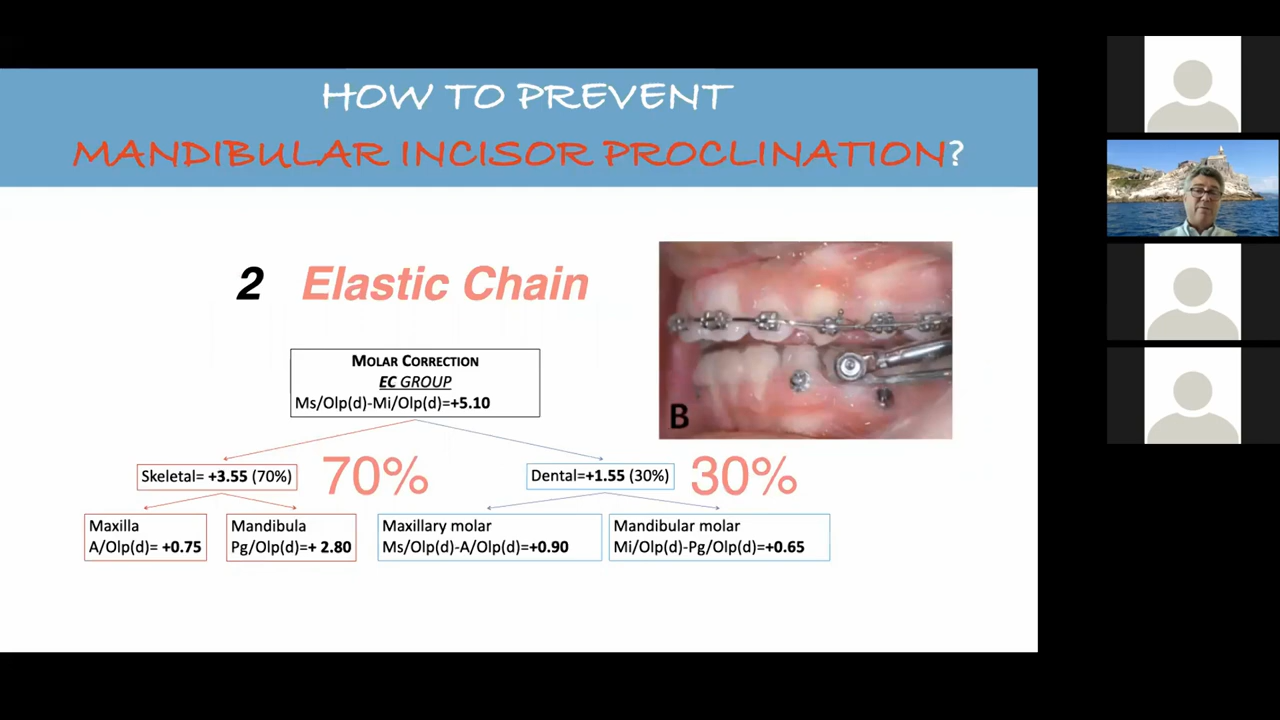 HOW TO PREVENT
MANDIBULAR INCISOR PROCLINATION?
2 Elastic Chain
MOLAR CORRECTION
EC GROUP
Ms/Olp(d)-Mi/Olp(d)=+5.10
Skeletal= +3.55 (70%)
70%
Dental=+1.55 (30%)
30%
Maxilla
A/Olp(d)= +0.75
Mandibula
Pg/Olp(d)=+ 2.80
Maxillary molar
Ms/Olp(d)-A/Olp(d)=+0.90
Mandibular molar
Mi/Olp(d)-Pg/Olp(d)=+0.65
B